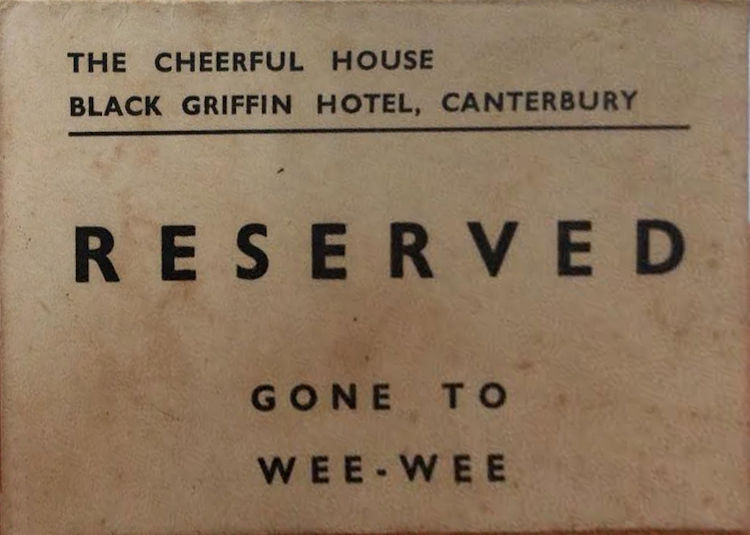 THE CHEERFUL HOUSE
BLACK GRIFFIN HOTEL, CANTERBURY
RESERVED
GONE TO
WEE-WEE